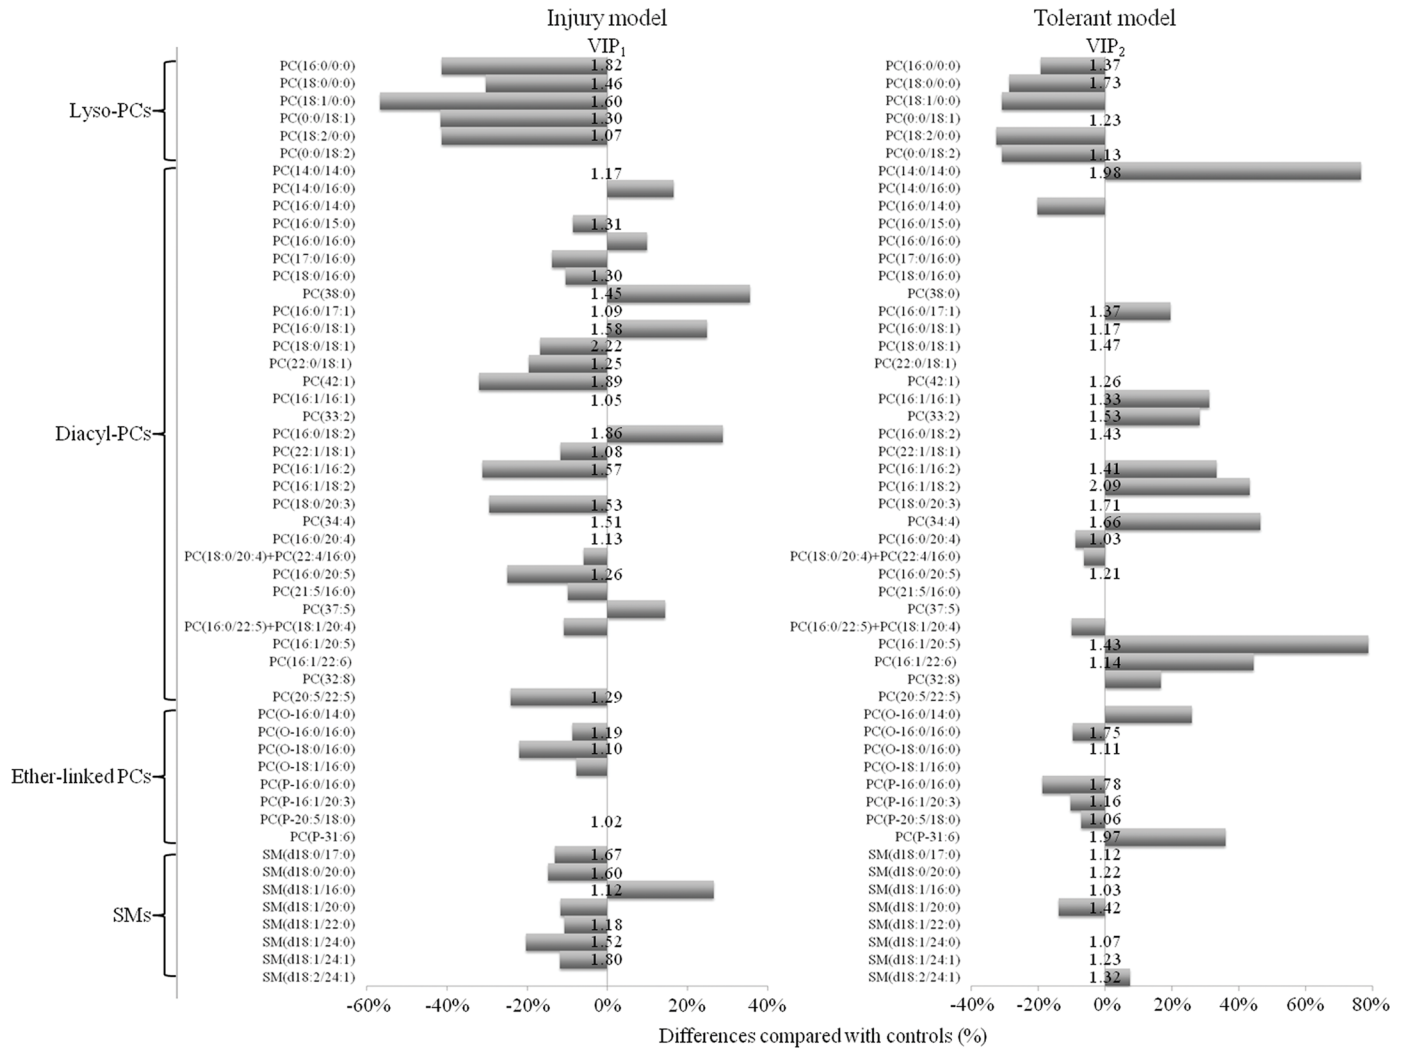 Injury model Tolerant model
VIP1 VIP2
PC(16:0/0:0) 1.82 PC(16:0/0:0) 1.37
PC(18:0/0:0) 1.46 PC(18:0/0:0) 1.73
Lyso-PCs PC(18:1/0:0) 1.60 PC(18:1/0:0)
PC(0:0/18:1) 1.30 PC(0:0/18:1) 1.23
PC(18:2/0:0) 1.07 PC(18:2/0:0)
PC(0:0/18:2) PC(0:0/18:2) 1.13
PC(14:0/14:0) 1.17 PC(14:0/14:0) 1.98
PC(14:0/16:0) PC(14:0/16:0)
PC(16:0/14:0) PC(16:0/14:0)
PC(16:0/15:0) 1.31 PC(16:0/15:0)
PC(16:0/16:0) PC(16:0/16:0)
PC(17:0/16:0) PC(17:0/16:0)
PC(18:0/16:0) 1.30 PC(18:0/16:0)
PC(38:0) 1.45 PC(38:0)
PC(16:0/17:1) 1.09 PC(16:0/17:1) 1.37
PC(16:0/18:1) 1.58 PC(16:0/18:1) 1.17
PC(18:0/18:1) 2.22 PC(18:0/18:1) 1.47
PC(22:0/18:1) 1.25 PC(22:0/18:1)
PC(42:1) 1.89 PC(42:1) 1.26
PC(16:1/16:1) 1.05 PC(16:1/16:1) 1.33
PC(33:2) PC(33:2) 1.53
Diacyl-PCs PC(16:0/18:2) 1.86 PC(16:0/18:2) 1.43
PC(22:1/18:1) 1.08 PC(22:1/18:1)
PC(16:1/16:2) 1.57 PC(16:1/16:2) 1.41
PC(16:1/18:2) PC(16:1/18:2) 2.09
PC(18:0/20:3) 1.53 PC(18:0/20:3) 1.71
PC(34:4) 1.51 PC(34:4) 1.66
PC(16:0/20:4) 1.13 PC(16:0/20:4) 1.03
PC(18:0/20:4)+PC(22:4/16:0) PC(18:0/20:4)+PC(22:4/16:0)
PC(16:0/20:5) 1.26 PC(16:0/20:5) 1.21
PC(21:5/16:0) PC(21:5/16:0)
PC(37:5) PC(37:5)
PC(16:0/22:5)+PC(18:1/20:4) PC(16:0/22:5)+PC(18:1/20:4)
PC(16:1/20:5) PC(16:1/20:5) 1.43
PC(16:1/22:6) PC(16:1/22:6) 1.14
PC(32:8) PC(32:8)
PC(20:5/22:5) 1.29 PC(20:5/22:5)
PC(O-16:0/14:0) PC(O-16:0/14:0)
PC(O-16:0/16:0) 1.19 PC(O-16:0/16:0) 1.75
PC(O-18:0/16:0) 1.10 PC(O-18:0/16:0) 1.11
Ether-linked PCs PC(O-18:1/16:0) PC(O-18:1/16:0)
PC(P-16:0/16:0) PC(P-16:0/16:0) 1.78
PC(P-16:1/20:3) PC(P-16:1/20:3) 1.16
PC(P-20:5/18:0) 1.02 PC(P-20:5/18:0) 1.06
PC(P-31:6) PC(P-31:6) 1.97
SM(d18:0/17:0) 1.67 SM(d18:0/17:0) 1.12
SM(d18:0/20:0) 1.60 SM(d18:0/20:0) 1.22
SM(d18:1/16:0) 1.12 SM(d18:1/16:0) 1.03
SMs SM(d18:1/20:0) SM(d18:1/20:0) 1.42
SM(d18:1/22:0) 1.18 SM(d18:1/22:0)
SM(d18:1/24:0) 1.52 SM(d18:1/24:0) 1.07
SM(d18:1/24:1) 1.80 SM(d18:1/24:1) 1.23
SM(d18:2/24:1) SM(d18:2/24:1) 1.32
-60% -40% -20% 0% 20% 40% -40% -20% 0% 20% 40% 60% 80%
Differences compared with controls (%)